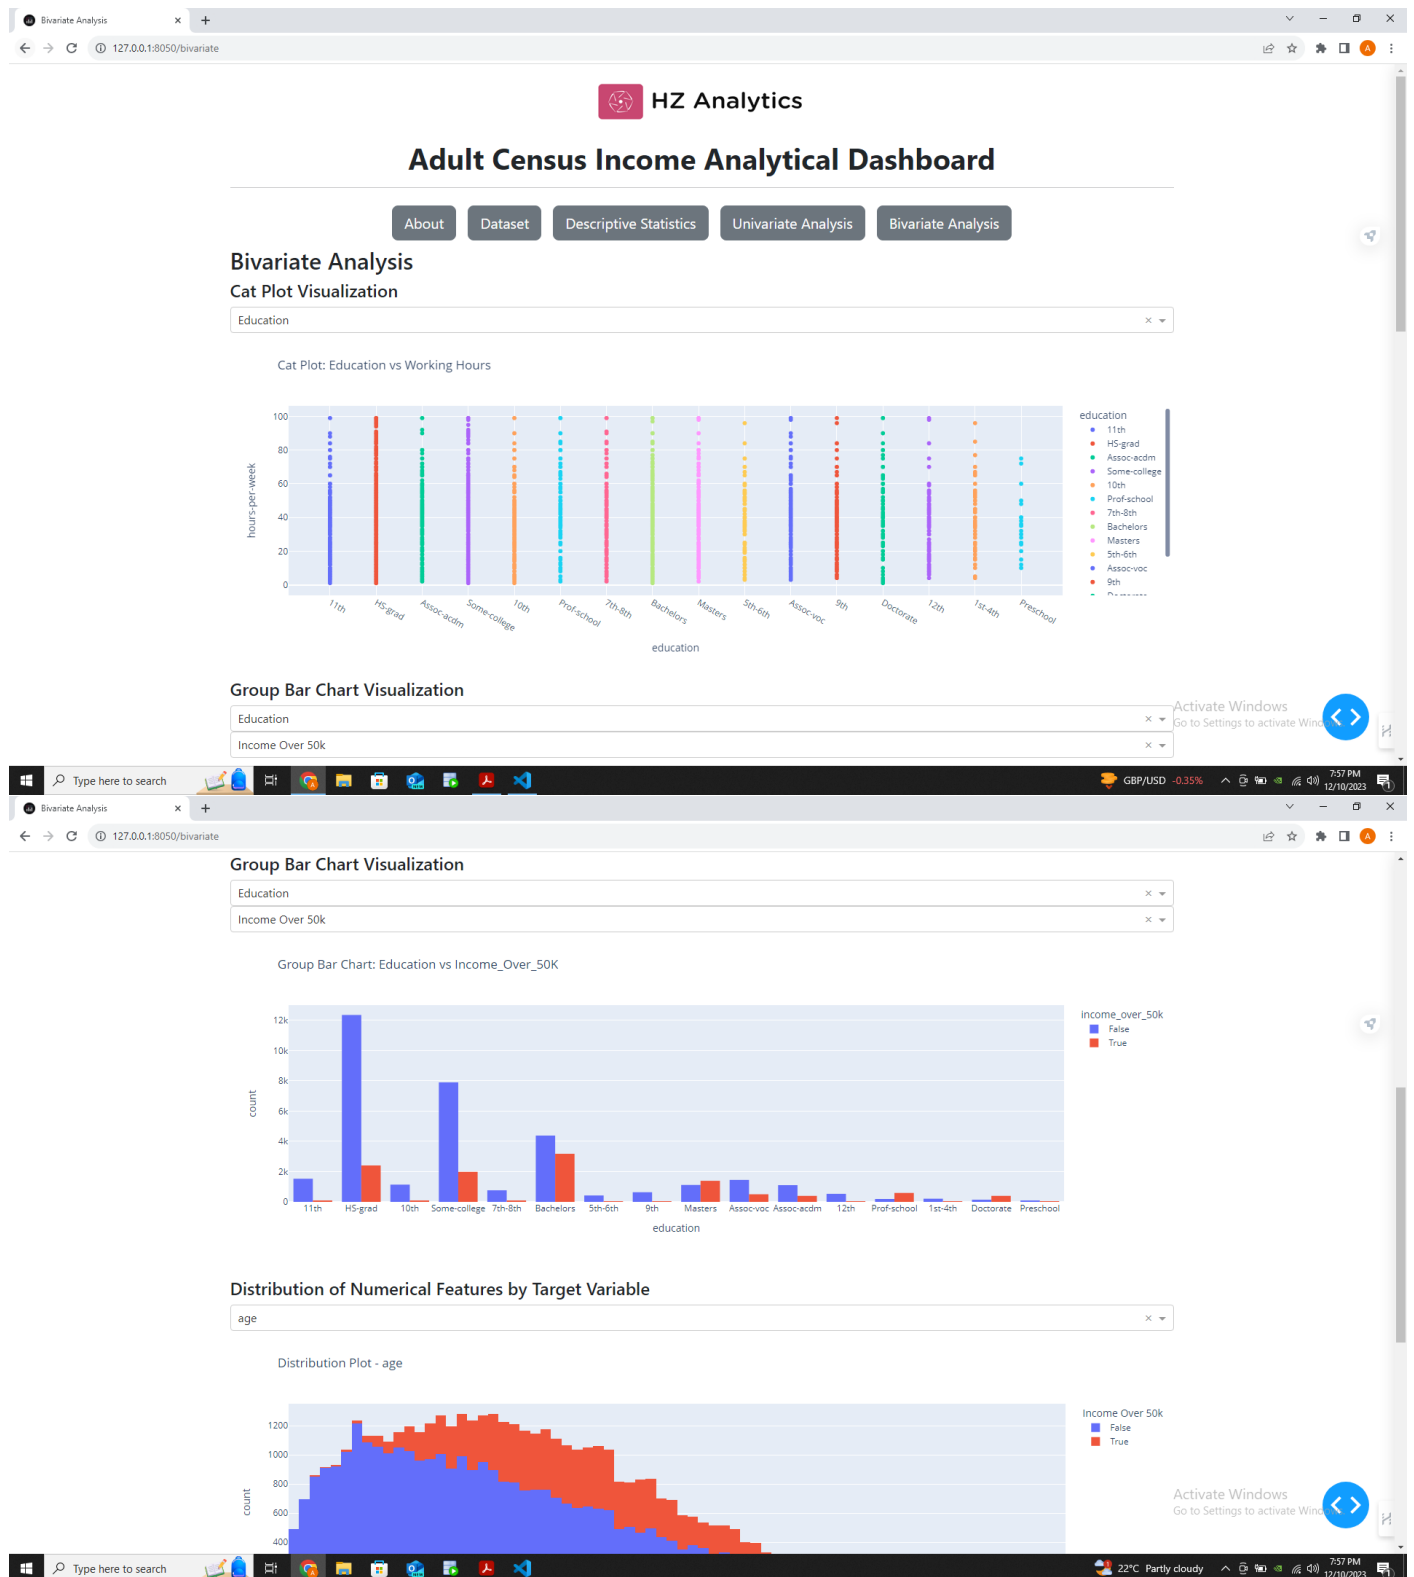 Bivariate Analysis
127.0.0.1:8050/bivariate
A
HZ Analytics
Adult Census Income Analytical Dashboard
About Dataset Descriptive Statistics Univariate Analysis Bivariate Analysis
Bivariate Analysis
Cat Plot Visualization
Education
Cat Plot: Education vs Working Hours
100
80
60
40
20
0
hours-per-week
11th HS-grad Assoc-acdm Some-college 10th Prof-school 7th-8th Bachelors Masters 5th-6th Assoc-voc 9th Doctorate 12th 1st-4th Preschool
education
education
11th
HS-grad
Assoc-acdm
Some-college
10th
Prof-school
7th-8th
Bachelors
Masters
5th-6th
Assoc-voc
9th
Doctorate
Group Bar Chart Visualization
Education
Income Over 50k
Activate Windows
Go to Settings to activate Wind
Type here to search
GBP/USD -0.35%
7:57 PM
12/10/2023
1
Bivariate Analysis
127.0.0.1:8050/bivariate
A
Group Bar Chart Visualization
Education
Income Over 50k
Group Bar Chart: Education vs Income_Over_50K
12k
10k
8k
6k
4k
2k
0
count
11th HS-grad 10th Some-college 7th-8th Bachelors 5th-6th 9th Masters Assoc-voc Assoc-acdm 12th Prof-school 1st-4th Doctorate Preschool
education
income_over_50k
False
True
Distribution of Numerical Features by Target Variable
age
Distribution Plot - age
1200
1000
800
600
400
count
Income Over 50k
False
True
Activate Windows
Go to Settings to activate Wind
Type here to search
22°C Partly cloudy
7:57 PM
12/10/2023
1